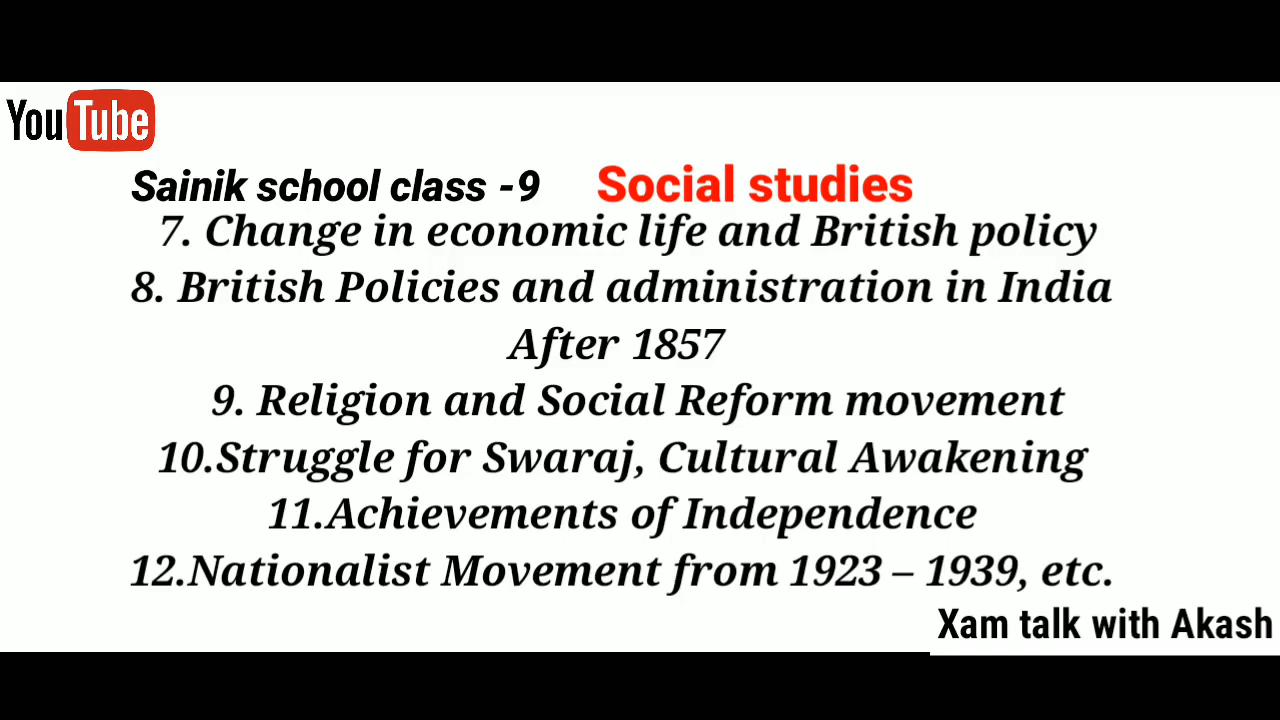 YouTube
Sainik school class -9 Social studies
7. Change in economic life and British policy
8. British Policies and administration in India
After 1857
9. Religion and Social Reform movement
10.Struggle for Swaraj, Cultural Awakening
11.Achievements of Independence
12.Nationalist Movement from 1923 – 1939, etc.
Xam talk with Akash